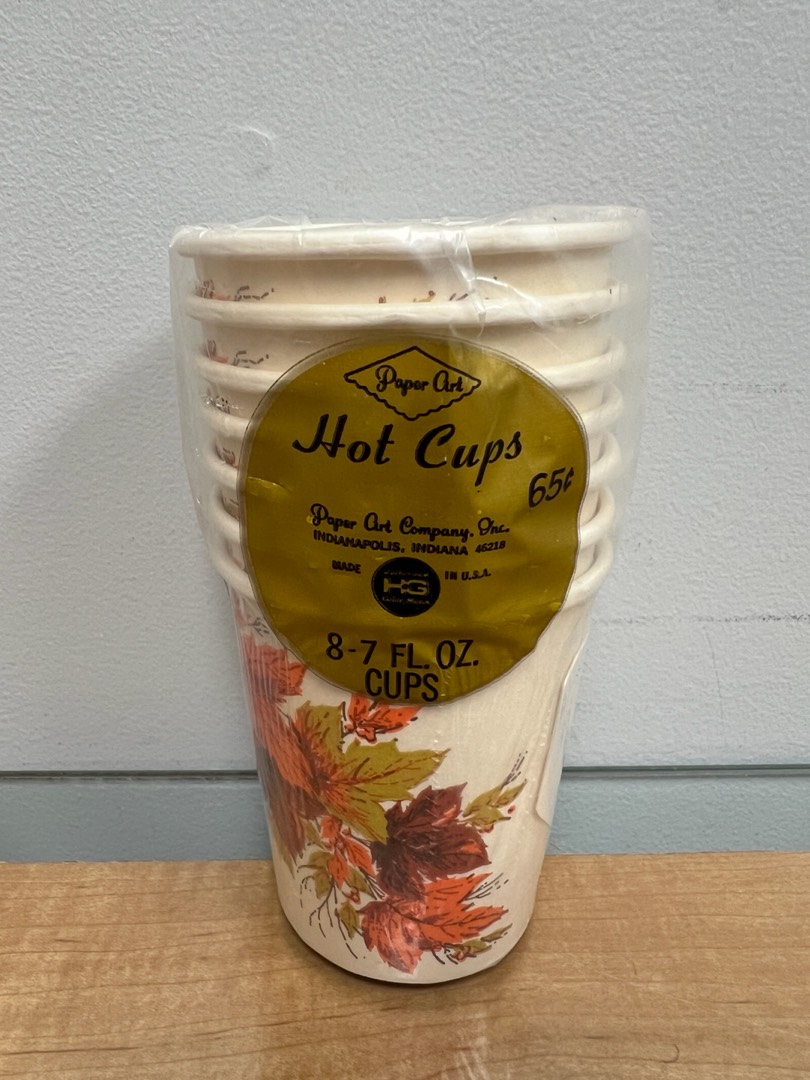 Paper Art
Hot Cups
65¢
Paper Art Company, Inc.
INDIANAPOLIS, INDIANA 46218
MADE
H-G
IN U.S.A.
8-7 FL. OZ.
CUPS